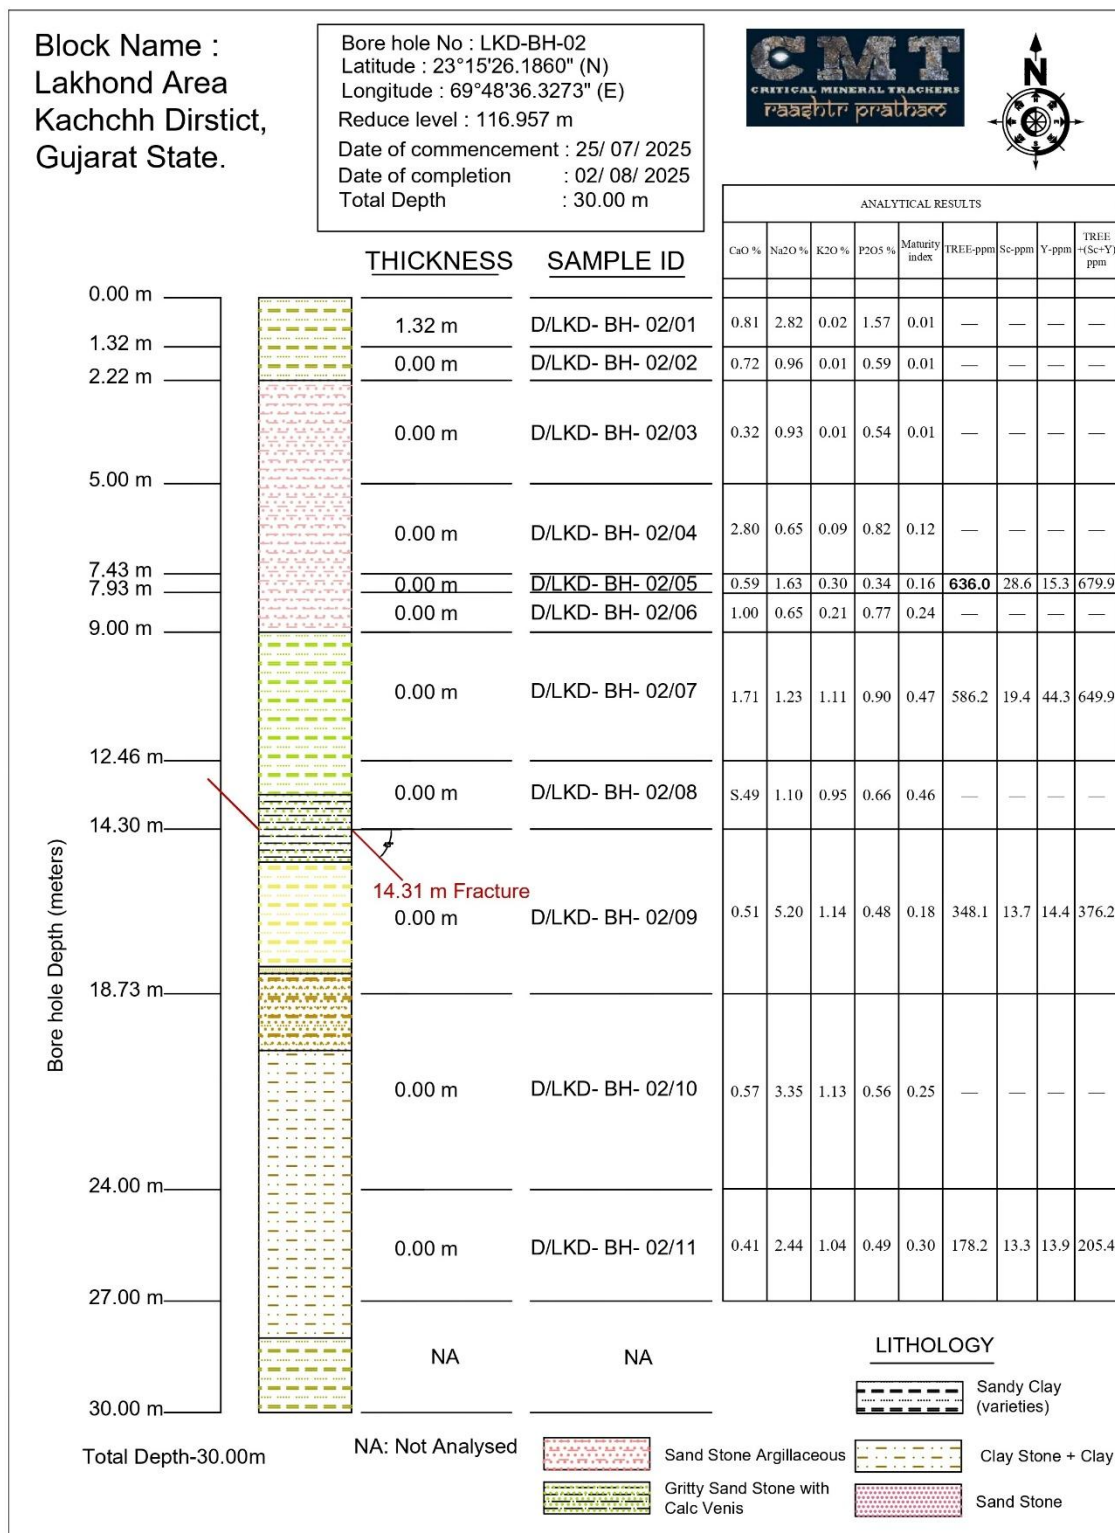 Block Name :
Lakhond Area
Kachchh Dirstict,
Gujarat State.
Bore hole No : LKD-BH-02
Latitude : 23°15'26.1860" (N)
Longitude : 69°48'36.3273" (E)
Reduce level : 116.957 m
Date of commencement : 25/ 07/ 2025
Date of completion : 02/ 08/ 2025
Total Depth : 30.00 m
CMT
CRITICAL MINERAL TRACKERS
raashtr pratham
N
ANALYTICAL RESULTS
THICKNESS SAMPLE ID
CaO % Na2O % K2O % P2O5 % Maturity index TREE-ppm Sc-ppm Y-ppm TREE +(Sc+Y) ppm
0.00 m
1.32 m D/LKD- BH- 02/01 0.81 2.82 0.02 1.57 0.01 — — — —
1.32 m
0.00 m D/LKD- BH- 02/02 0.72 0.96 0.01 0.59 0.01 — — — —
2.22 m
0.00 m D/LKD- BH- 02/03 0.32 0.93 0.01 0.54 0.01 — — — —
5.00 m
0.00 m D/LKD- BH- 02/04 2.80 0.65 0.09 0.82 0.12 — — — —
7.43 m
0.00 m D/LKD- BH- 02/05 0.59 1.63 0.30 0.34 0.16 636.0 28.6 15.3 679.9
7.93 m
0.00 m D/LKD- BH- 02/06 1.00 0.65 0.21 0.77 0.24 — — — —
9.00 m
0.00 m D/LKD- BH- 02/07 1.71 1.23 1.11 0.90 0.47 586.2 19.4 44.3 649.9
12.46 m
0.00 m D/LKD- BH- 02/08 S.49 1.10 0.95 0.66 0.46 — — — —
14.30 m
14.31 m Fracture
0.00 m D/LKD- BH- 02/09 0.51 5.20 1.14 0.48 0.18 348.1 13.7 14.4 376.2
18.73 m
0.00 m D/LKD- BH- 02/10 0.57 3.35 1.13 0.56 0.25 — — — —
24.00 m
0.00 m D/LKD- BH- 02/11 0.41 2.44 1.04 0.49 0.30 178.2 13.3 13.9 205.4
27.00 m
NA NA
30.00 m
Bore hole Depth (meters)
Total Depth-30.00m
NA: Not Analysed
LITHOLOGY
Sandy Clay
(varieties)
Sand Stone Argillaceous
Clay Stone + Clay
Gritty Sand Stone with
Calc Venis
Sand Stone